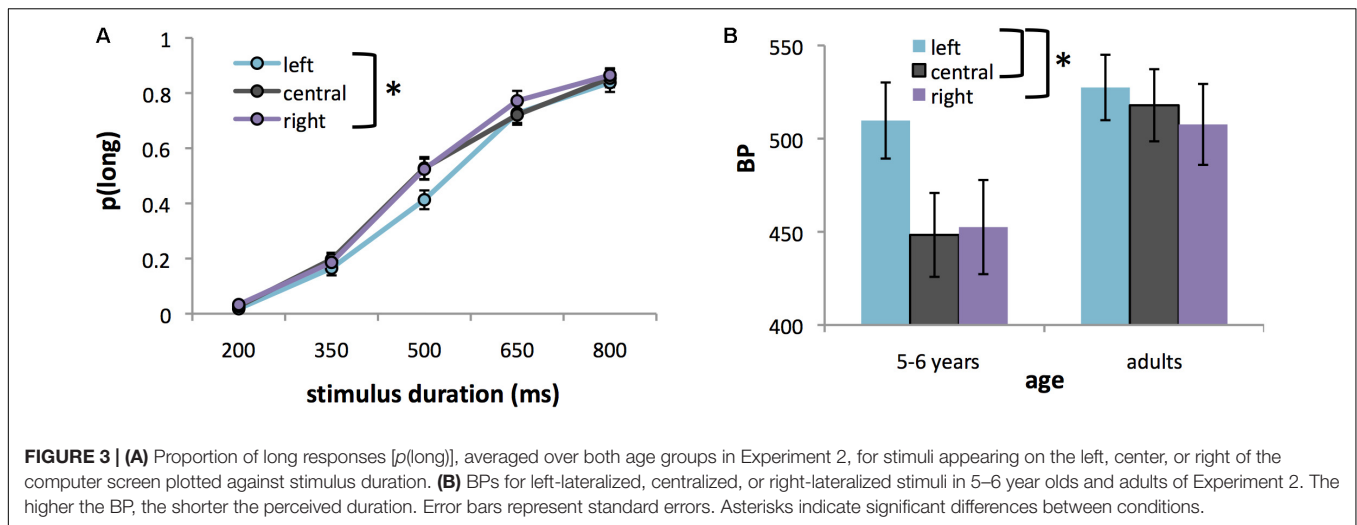 A
1
0.8
0.6
0.4
0.2
0
p(long)
left
central
right
*
200 350 500 650 800
stimulus duration (ms)
B
550
500
450
400
BP
left
central
right
*
5-6 years adults
age
FIGURE 3 | (A) Proportion of long responses [p(long)], averaged over both age groups in Experiment 2, for stimuli appearing on the left, center, or right of the
computer screen plotted against stimulus duration. (B) BPs for left-lateralized, centralized, or right-lateralized stimuli in 5–6 year olds and adults of Experiment 2. The
higher the BP, the shorter the perceived duration. Error bars represent standard errors. Asterisks indicate significant differences between conditions.